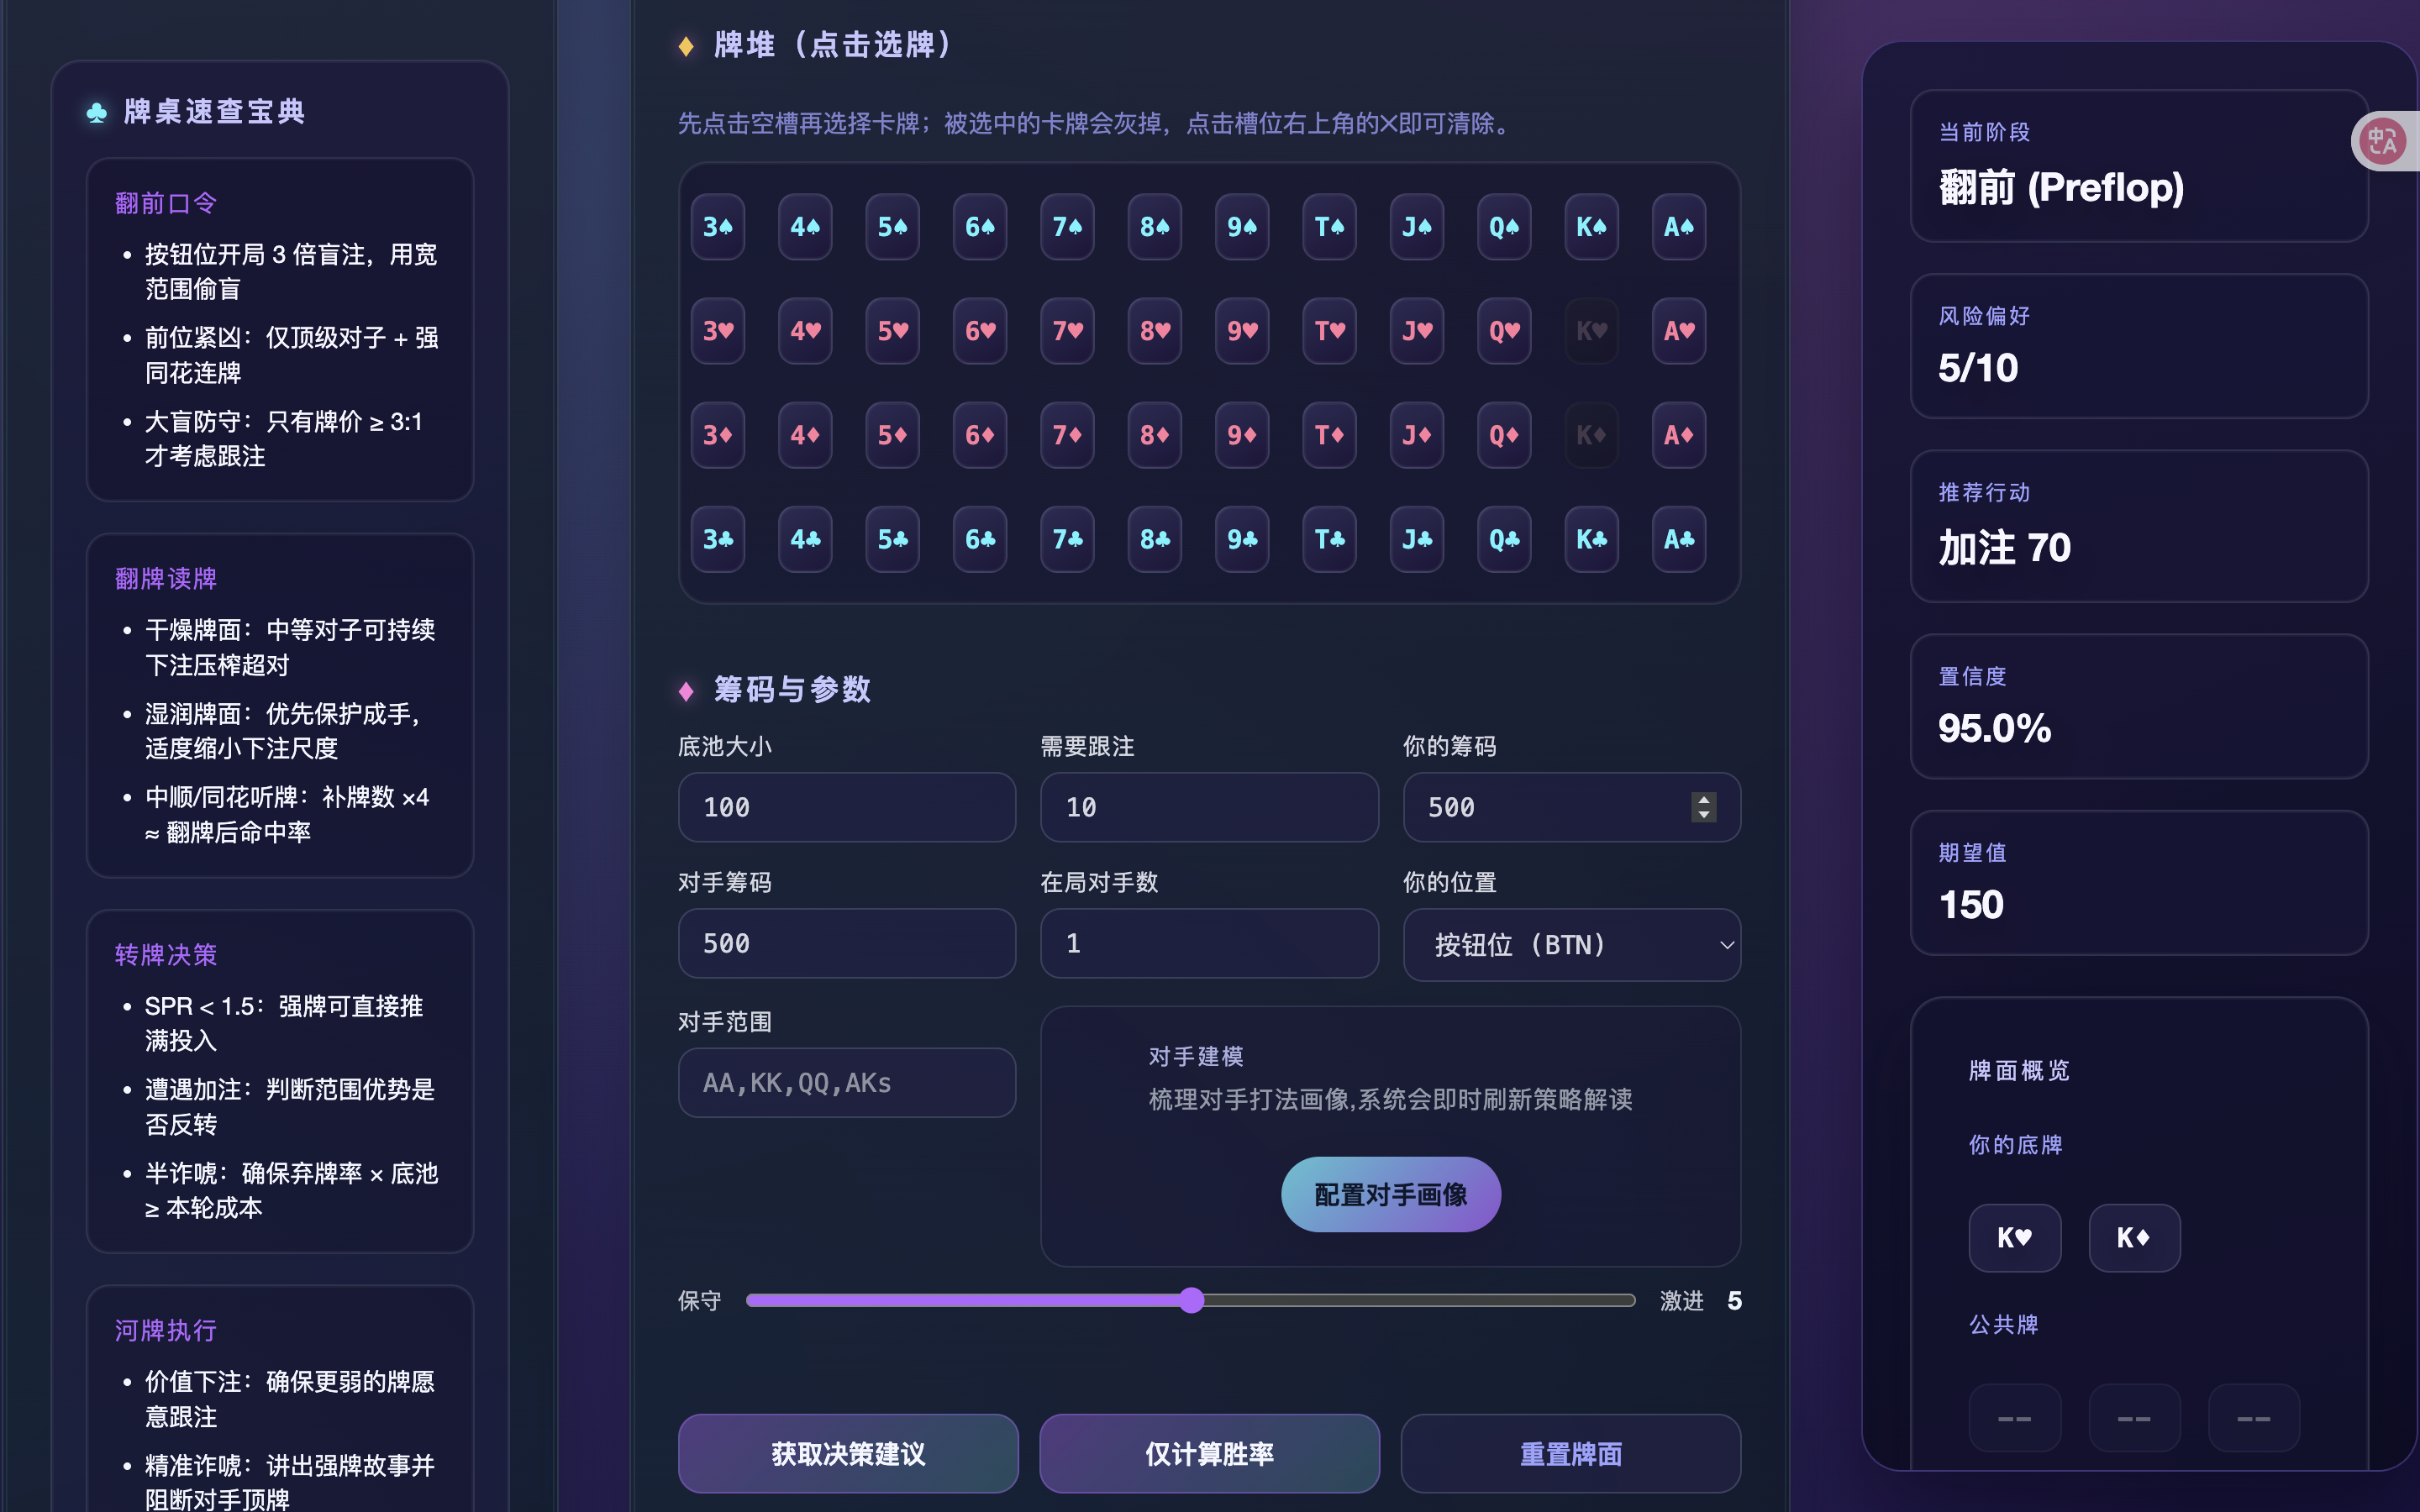 ♣ 牌桌速查宝典
翻前口令
• 按钮位开局 3 倍盲注，用宽
范围偷盲
• 前位紧凶：仅顶级对子 + 强
同花连牌
• 大盲防守：只有牌价 ≥ 3:1
才考虑跟注
翻牌读牌
• 干燥牌面：中等对子可持续
下注压榨超对
• 湿润牌面：优先保护成手，
适度缩小下注尺度
• 中顺/同花听牌：补牌数 ×4
≈ 翻牌后命中率
转牌决策
• SPR < 1.5：强牌可直接推
满投入
• 遭遇加注：判断范围优势是
否反转
• 半诈唬：确保弃牌率 × 底池
≥ 本轮成本
河牌执行
• 价值下注：确保更弱的牌愿
意跟注
• 精准诈唬：讲出强牌故事并
阻断对手顶牌
♦ 牌堆（点击选牌）
先点击空槽再选择卡牌；被选中的卡牌会灰掉，点击槽位右上角的×即可清除。
3♠ 4♠ 5♠ 6♠ 7♠ 8♠ 9♠ T♠ J♠ Q♠ K♠ A♠
3♥ 4♥ 5♥ 6♥ 7♥ 8♥ 9♥ T♥ J♥ Q♥ K♥ A♥
3♦ 4♦ 5♦ 6♦ 7♦ 8♦ 9♦ T♦ J♦ Q♦ K♦ A♦
3♣ 4♣ 5♣ 6♣ 7♣ 8♣ 9♣ T♣ J♣ Q♣ K♣ A♣
♦ 筹码与参数
底池大小 需要跟注 你的筹码
100 10 500
对手筹码 在局对手数 你的位置
500 1 按钮位 (BTN)
对手范围
AA,KK,QQ,AKs
对手建模
梳理对手打法画像,系统会即时刷新策略解读
配置对手画像
保守 激进 5
获取决策建议 仅计算胜率 重置牌面
当前阶段
翻前 (Preflop)
中A
风险偏好
5/10
推荐行动
加注 70
置信度
95.0%
期望值
150
牌面概览
你的底牌
K♥ K♦
公共牌
-- -- --